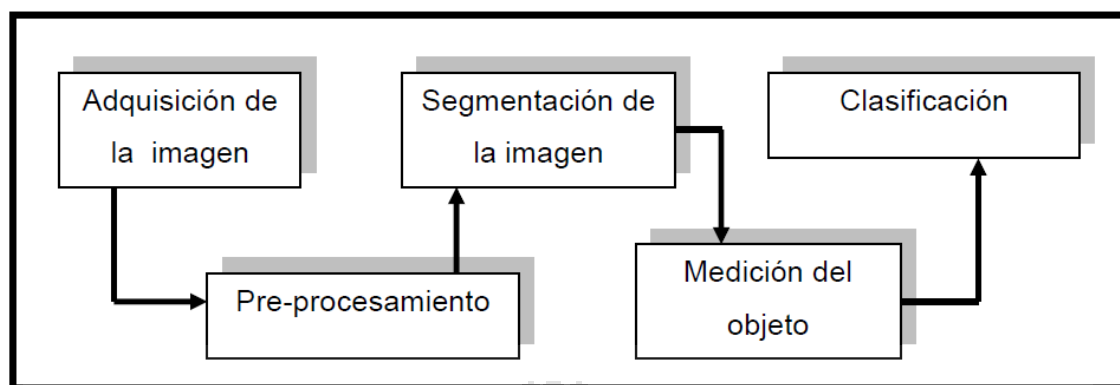 Adquisición de
la imagen
Pre-procesamiento
Segmentación de
la imagen
Medición del
objeto
Clasificación